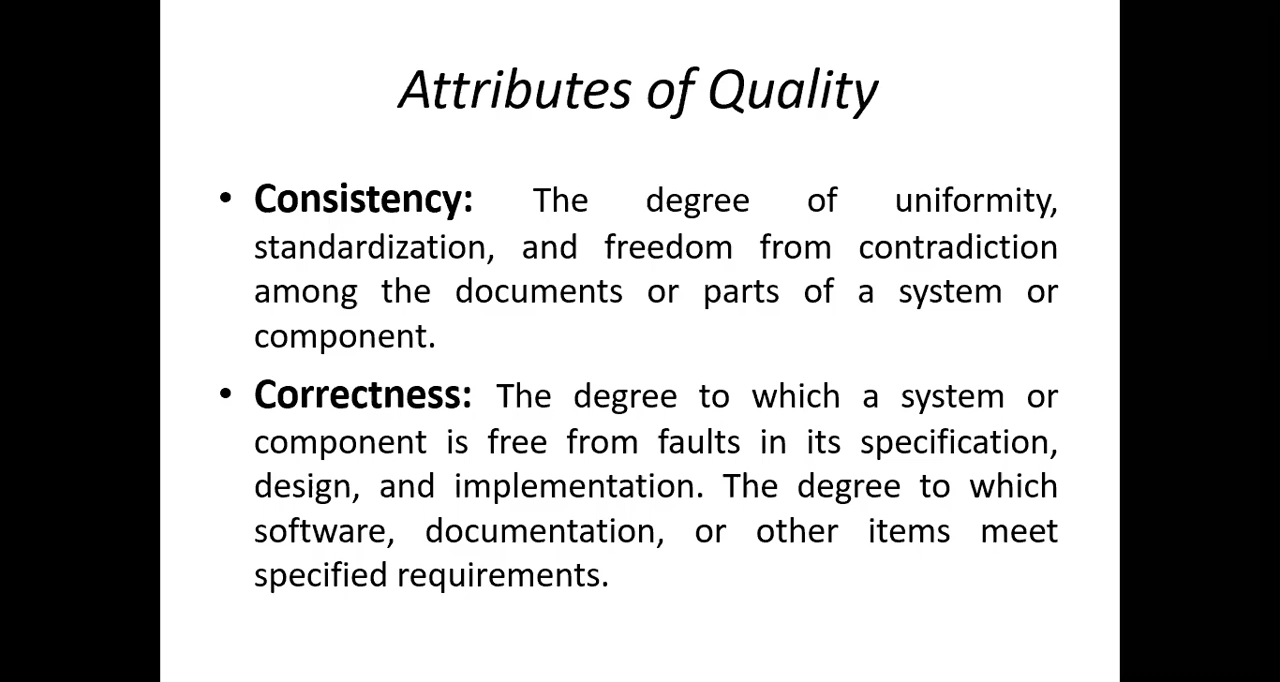 Attributes of Quality
• Consistency: The degree of uniformity,
standardization, and freedom from contradiction
among the documents or parts of a system or
component.
• Correctness: The degree to which a system or
component is free from faults in its specification,
design, and implementation. The degree to which
software, documentation, or other items meet
specified requirements.